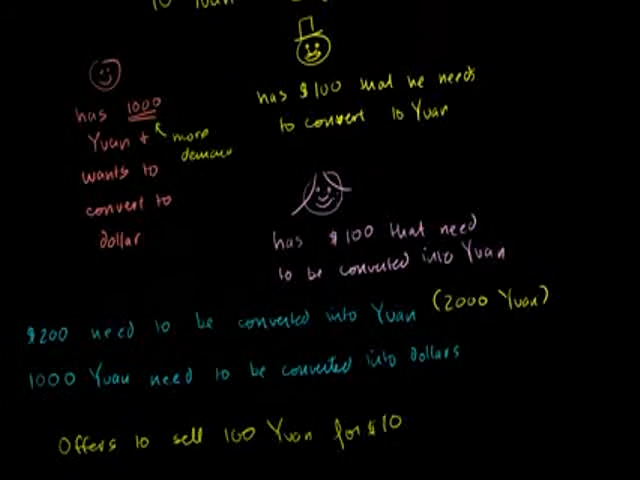 10 Yuan
has 1000
Yuan +
wants to
convert to
dollar
more
demand
has $100 that he needs
to convert to Yuan
has $100 that need
to be converted into Yuan
$200 need to be converted into Yuan (2000 Yuan)
1000 Yuan need to be converted into dollars
Offers to sell 100 Yuan for $10